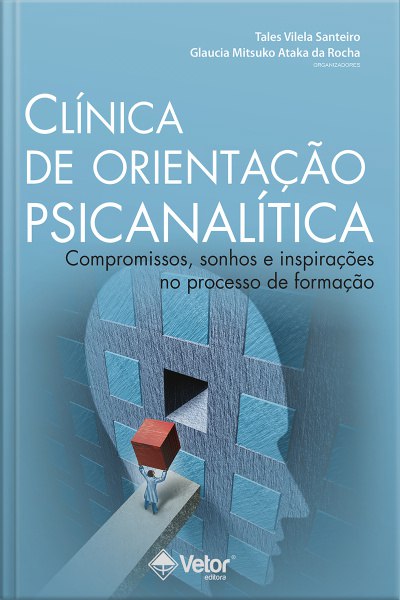 Tales Vilela Santeiro
Glaucia Mitsuko Ataka da Rocha
ORGANIZADORES
CLÍNICA
DE ORIENTAÇÃO
PSICANALÍTICA
Compromissos, sonhos e inspirações
no processo de formação
Vetor®
editora